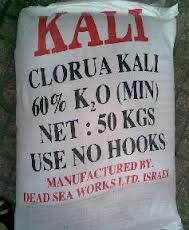 KALI
CLORUA KALI
60% K₂O (MIN)
NET : 50 KGS
USE NO HOOKS
MANUFACTURED BY.
DEAD SEA WORKS LTD. ISRAEL